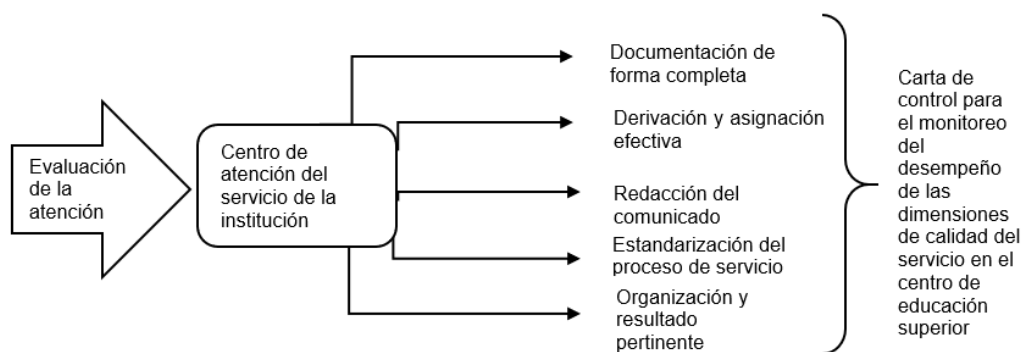 Evaluación
de la
atención
Centro de
atención del
servicio de la
institución
Documentación de
forma completa
Derivación y asignación
efectiva
Redacción del
comunicado
Estandarización del
proceso de servicio
Organización y
resultado
pertinente
Carta de
control para
el monitoreo
del
desempeño
de las
dimensiones
de calidad del
servicio en el
centro de
educación
superior